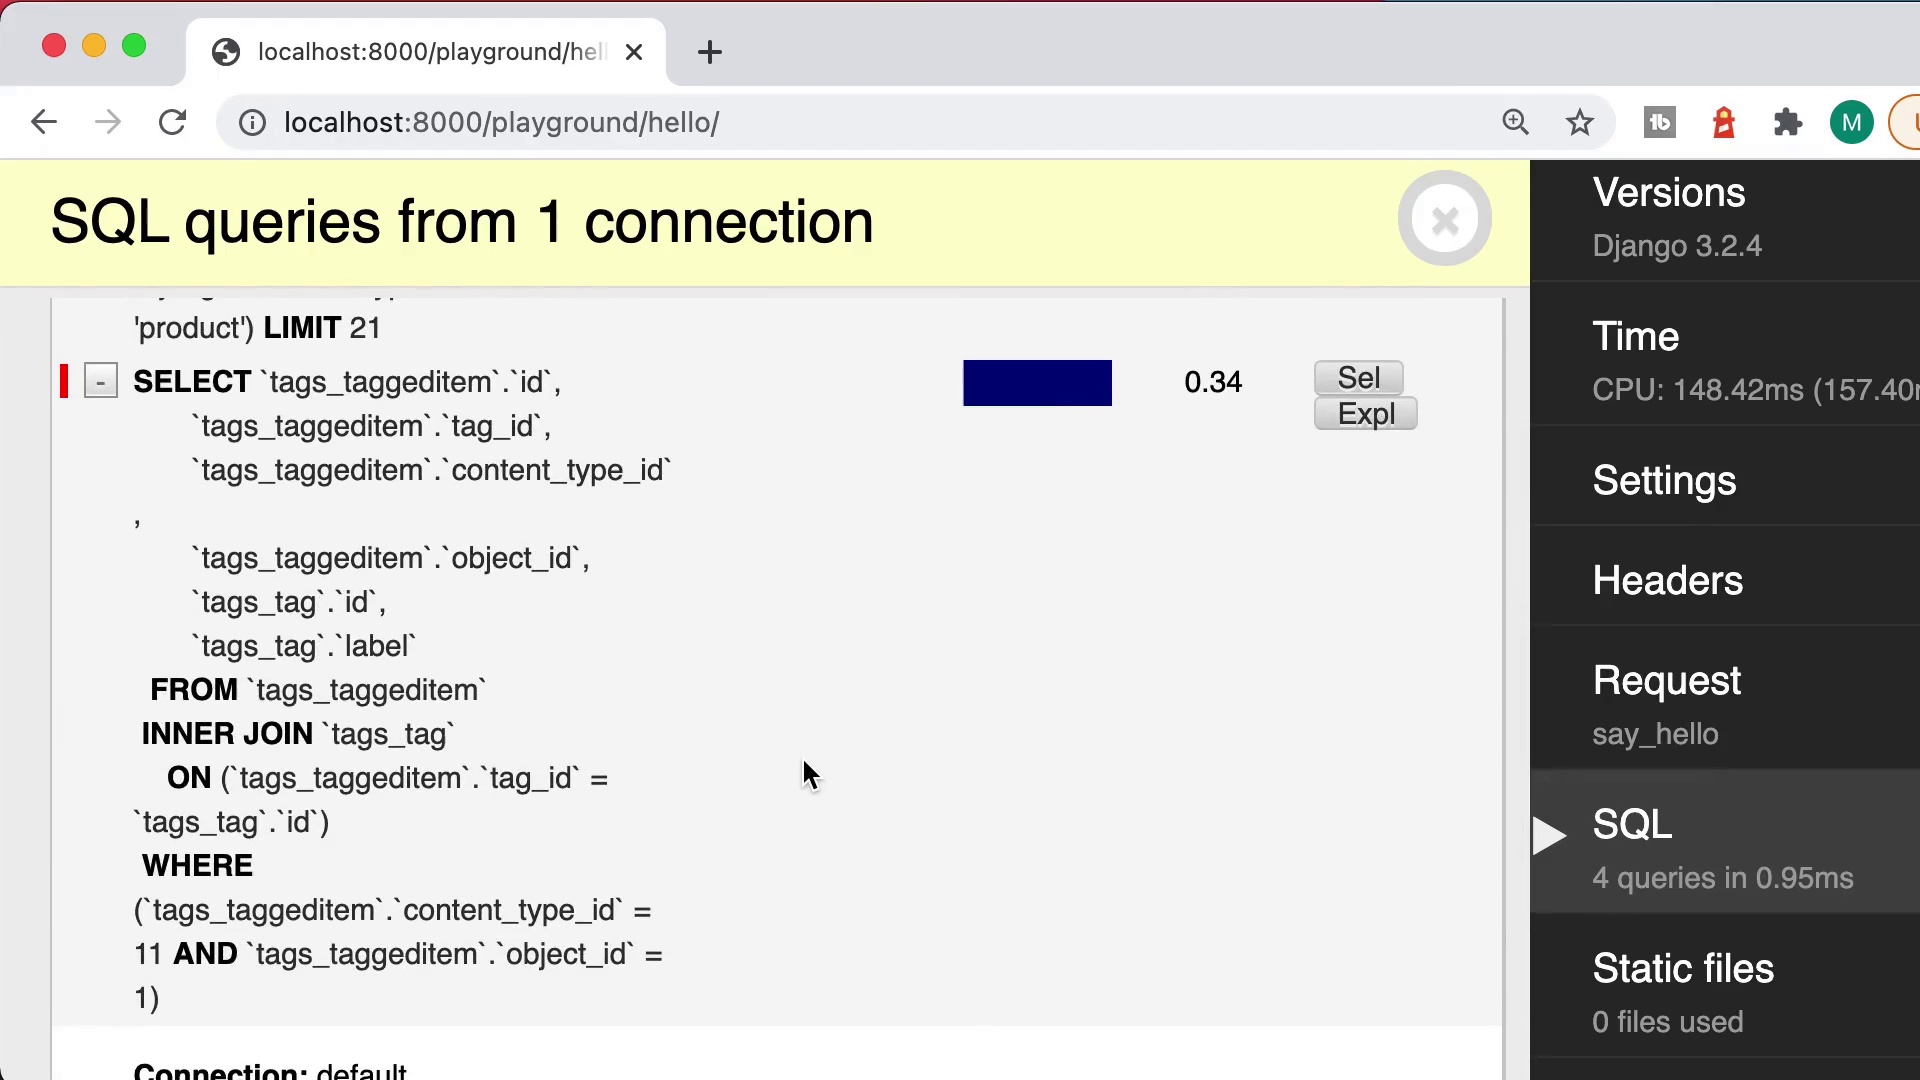 localhost:8000/playground/hell
localhost:8000/playground/hello/
M
SQL queries from 1 connection
'product') LIMIT 21
- SELECT `tags_taggeditem`.`id`, 0.34 Sel
Expl
`tags_taggeditem`.`tag_id`,
`tags_taggeditem`.`content_type_id`
,
`tags_taggeditem`.`object_id`,
`tags_tag`.`id`,
`tags_tag`.`label`
FROM `tags_taggeditem`
INNER JOIN `tags_tag`
ON (`tags_taggeditem`.`tag_id` =
`tags_tag`.`id`)
WHERE
(`tags_taggeditem`.`content_type_id` =
11 AND `tags_taggeditem`.`object_id` =
1)
Connection: default
Versions
Django 3.2.4
Time
CPU: 148.42ms (157.40
Settings
Headers
Request
say_hello
SQL
4 queries in 0.95ms
Static files
0 files used